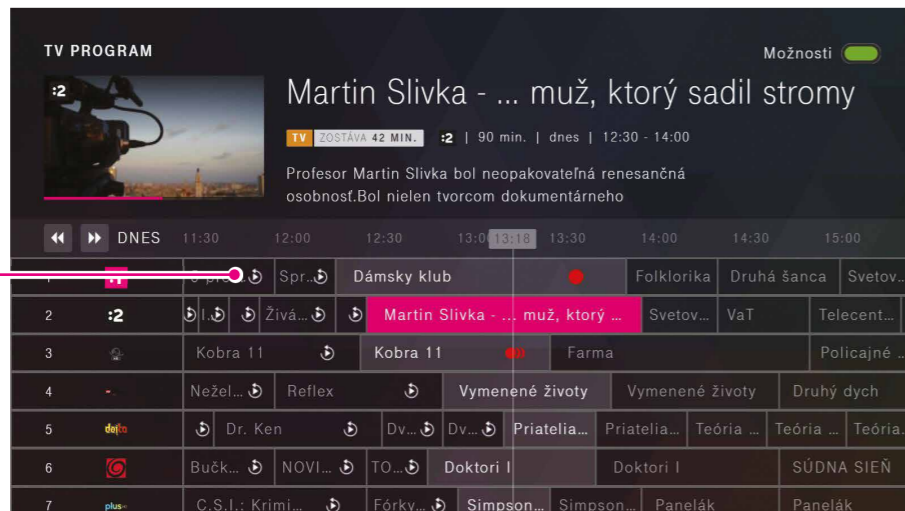 TV PROGRAM
Možnosti
:2
Martin Slivka - ... muž, ktorý sadil stromy
TV ZOSTÁVA 42 MIN. :2 | 90 min. | dnes | 12:30 - 14:00
Profesor Martin Slivka bol neopakovateľná renesančná
osobnosť.Bol nielen tvorcom dokumentárneho
DNES 11:30 12:00 12:30 13:0 13:18 13:30 14:00 14:30 15:00
1 Spr... Dámsky klub Folklorika Druhá šanca Svetov...
2 :2 I... Živá... Martin Slivka - ... muž, ktorý ... Svetov... VaT Telecent...
3 Kobra 11 Kobra 11 Farma Policajné ...
4 Nežel... Reflex Vymenené životy Vymenené životy Druhý dych
5 dajto Dr. Ken Dv... Dv... Priatelia... Priatelia... Teória ... Teória ... Teória...
6 Bučk... NOVI... TO... Doktori I Doktori I SÚDNA SIEŇ
7 plus C.S.I.: Krimi... Fórky... Simpson... Simpson... Panelák Panelák